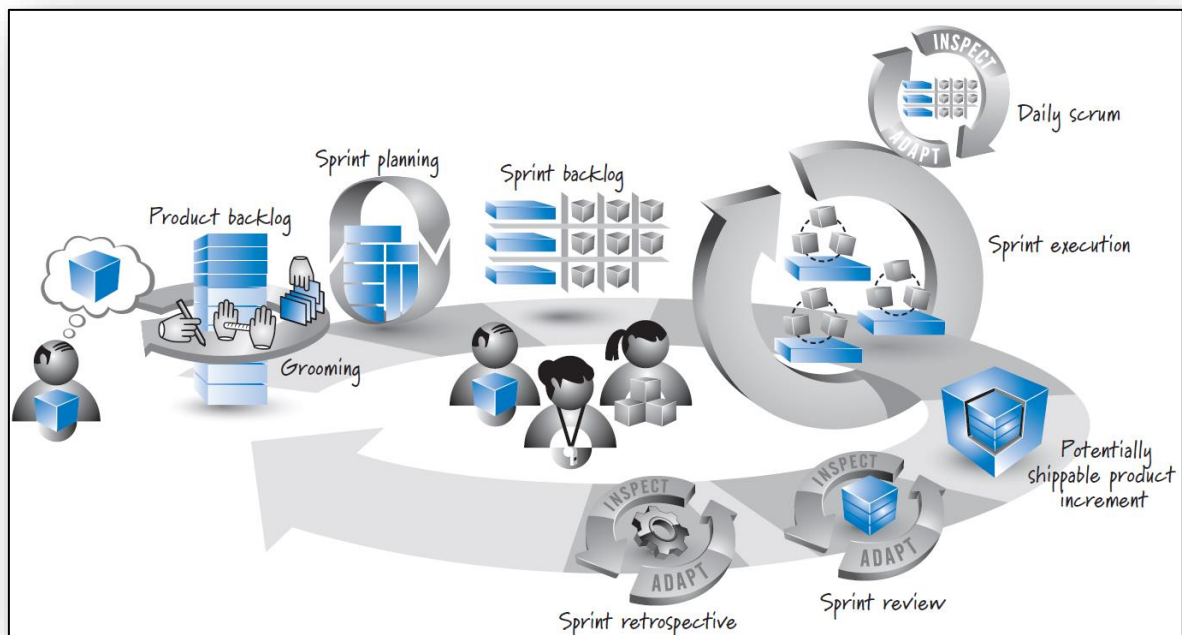 INSPECT
ADAPT
Daily scrum
Sprint planning
Sprint backlog
Product backlog
Sprint execution
Grooming
Potentially
shippable product
increment
INSPECT
ADAPT
Sprint review
INSPECT
ADAPT
Sprint retrospective